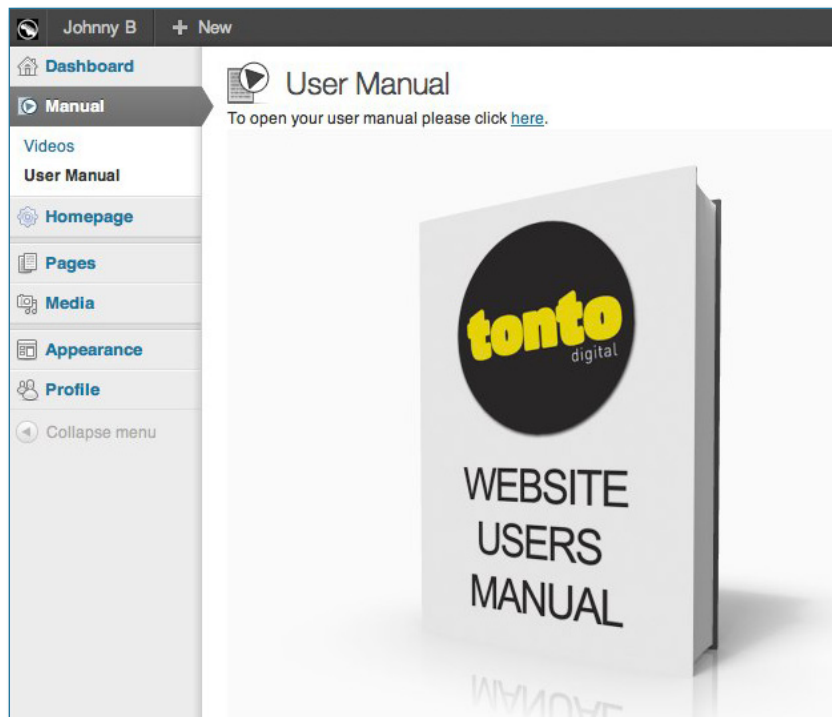 Johnny B
+ New
Dashboard
Manual
Videos
User Manual
Homepage
Pages
Media
Appearance
Profile
Collapse menu
User Manual
To open your user manual please click here.
tonto
digital
WEBSITE
USERS
MANUAL